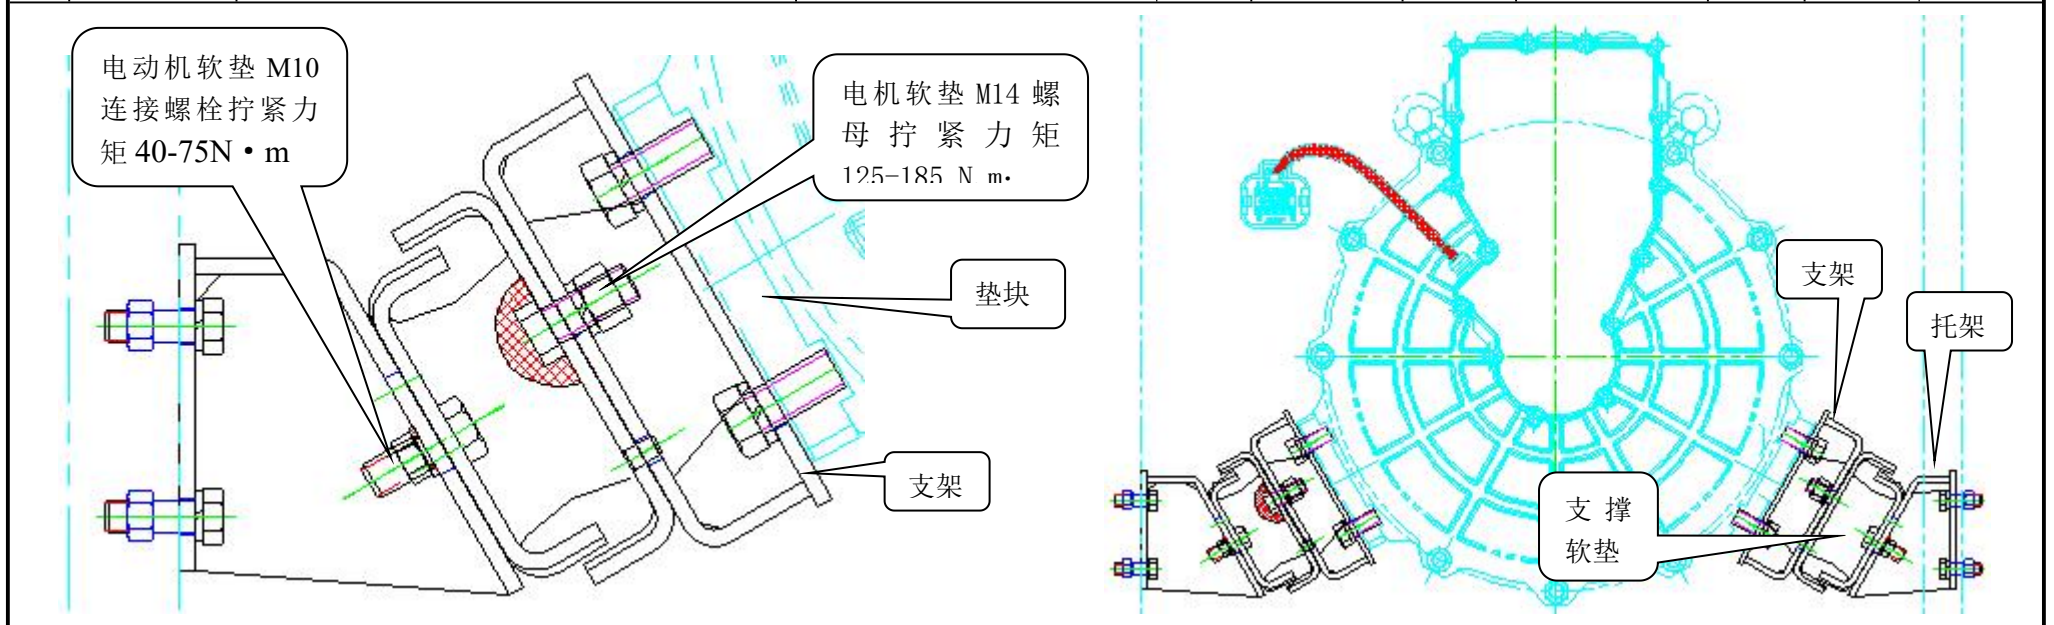 电动机软垫 M10
连接螺栓拧紧力
矩 40-75N·m
电机软垫 M14 螺
母拧紧力矩
125-185 N m.
垫块
支架
支架
托架
支撑
软垫